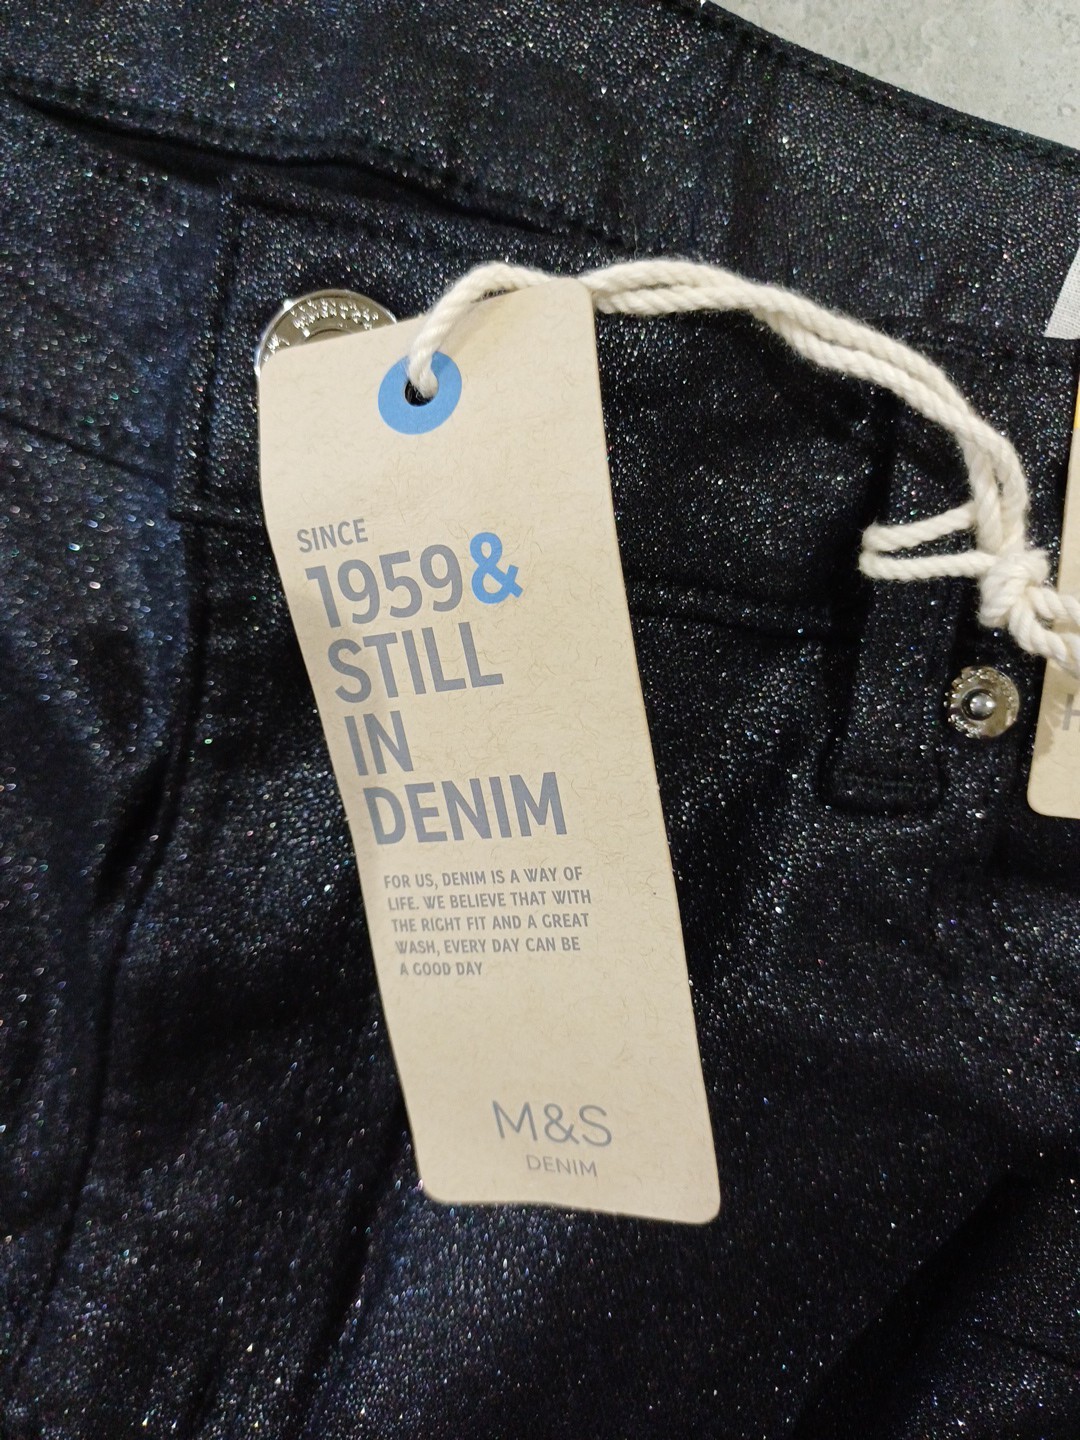 SINCE
1959&
STILL
IN
DENIM
FOR US, DENIM IS A WAY OF
LIFE. WE BELIEVE THAT WITH
THE RIGHT FIT AND A GREAT
WASH, EVERY DAY CAN BE
A GOOD DAY
M&S
DENIM
H